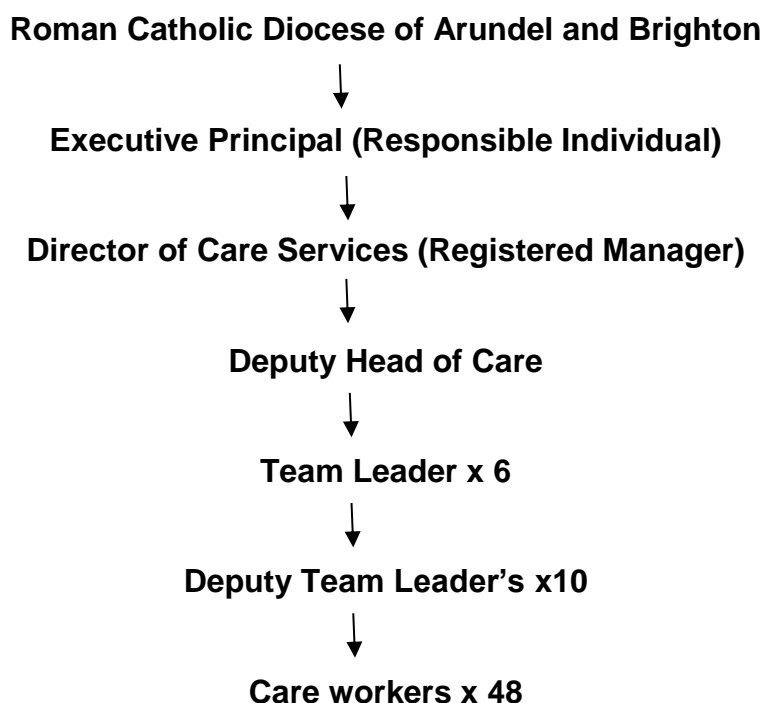 Roman Catholic Diocese of Arundel and Brighton
Executive Principal (Responsible Individual)
Director of Care Services (Registered Manager)
Deputy Head of Care
Team Leader x 6
Deputy Team Leader’s x10
Care workers x 48